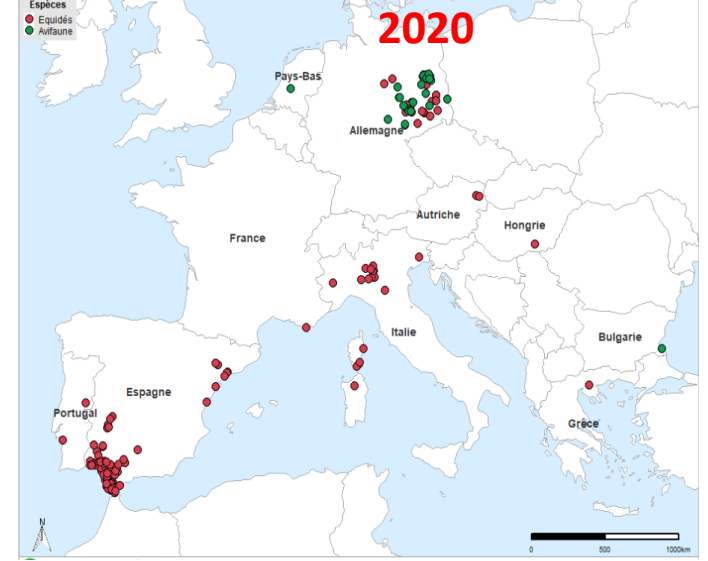 Espèces
Equidés
Avifaune
2020
Pays-Bas
Allemagne
Autriche
Hongrie
France
Italie
Bulgarie
Espagne
Portugal
Grèce
N
0 500 1000km